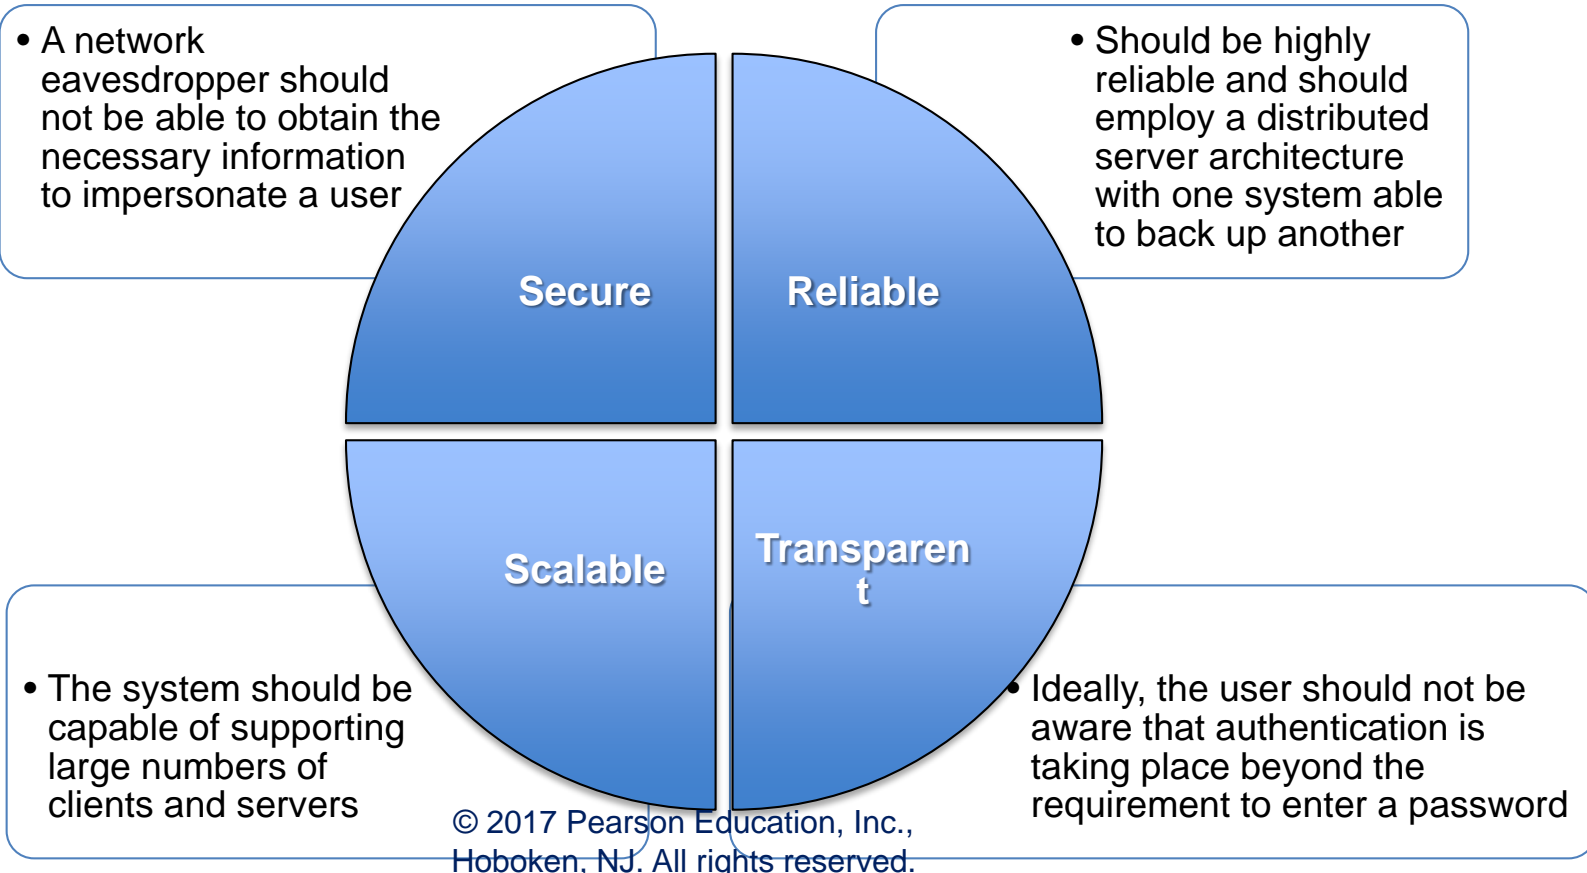 • A network
eavesdropper should
not be able to obtain the
necessary information
to impersonate a user
• Should be highly
reliable and should
employ a distributed
server architecture
with one system able
to back up another
Secure
Reliable
Scalable
Transparen
t
• The system should be
capable of supporting
large numbers of
clients and servers
• Ideally, the user should not be
aware that authentication is
taking place beyond the
requirement to enter a password
© 2017 Pearson Education, Inc.,
Hoboken, NJ. All rights reserved.